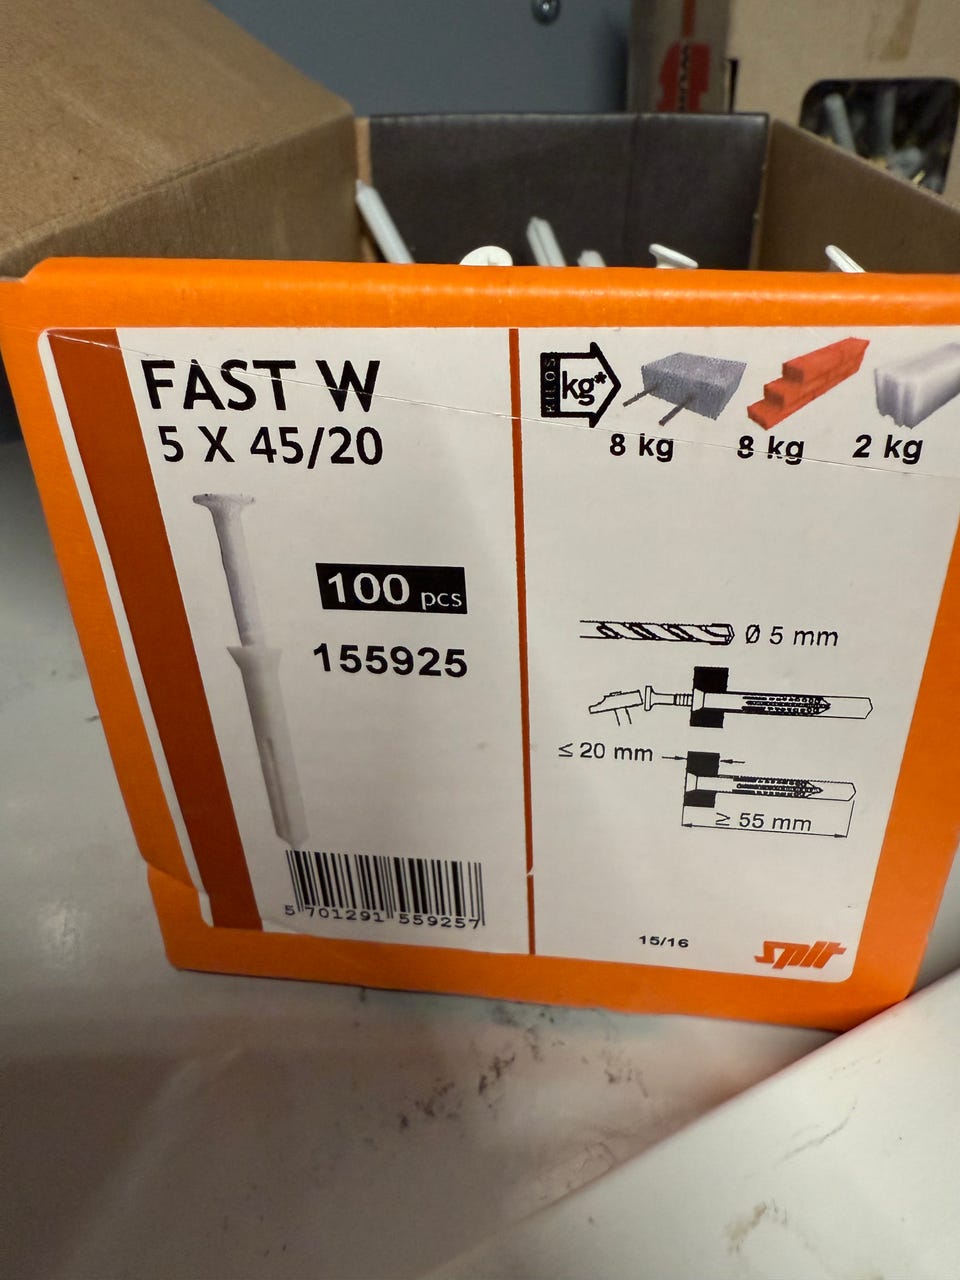 FAST W
5 X 45/20
100 pcs
155925
5 701291 559257
KILOS
kg*
8 kg
8 kg
2 kg
Ø 5 mm
≤ 20 mm
≥ 55 mm
15/16
spit